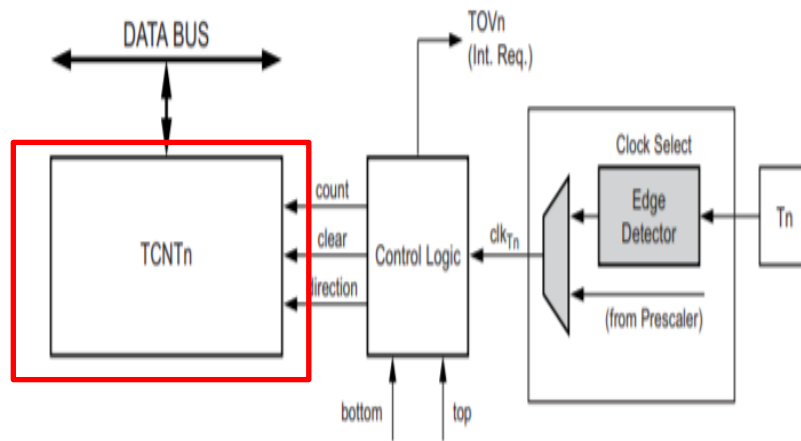 DATA BUS
TOVn
(Int. Req.)
Clock Select
count
Edge
Detector
Tn
clear
TCNTn
Control Logic
clkTn
direction
(from Prescaler)
bottom
top